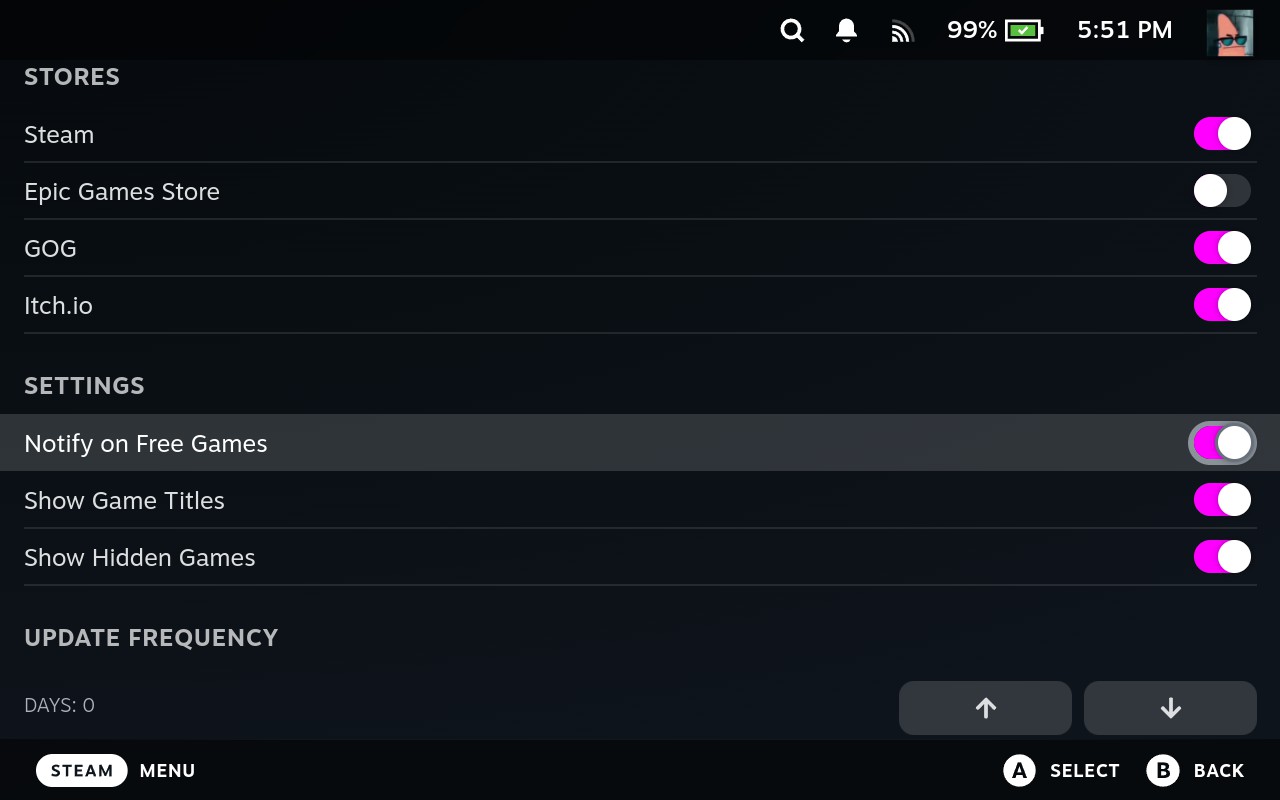 99% 5:51 PM
STORES
Steam
Epic Games Store
GOG
Itch.io
SETTINGS
Notify on Free Games
Show Game Titles
Show Hidden Games
UPDATE FREQUENCY
DAYS: 0
STEAM MENU A SELECT B BACK